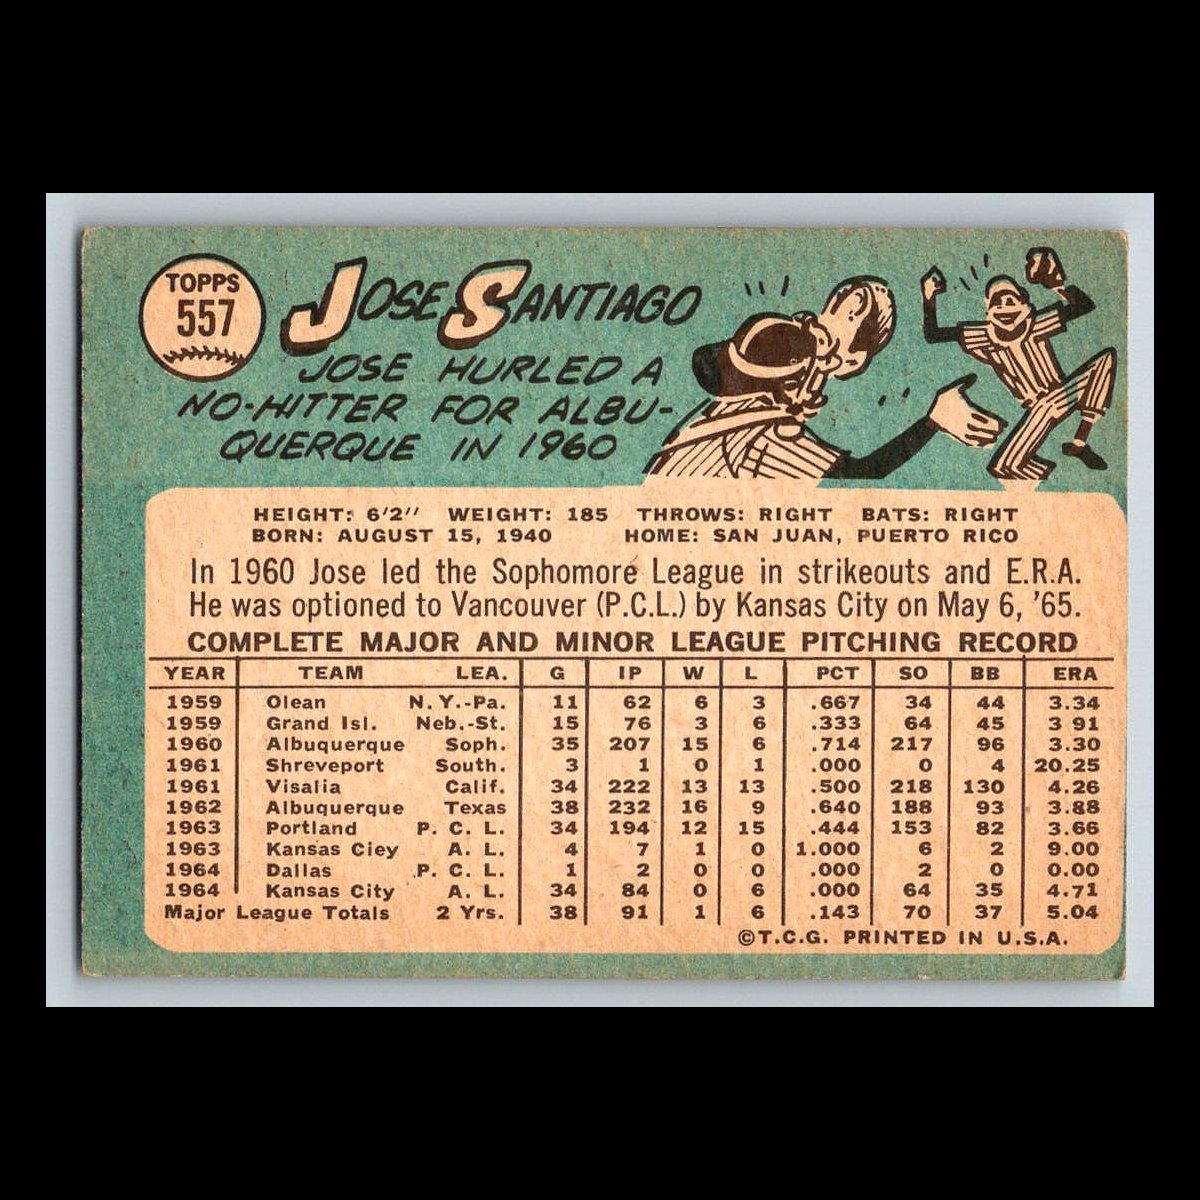 TOPPS
557
JOSE SANTIAGO
JOSE HURLED A
NO-HITTER FOR ALBU-
QUERQUE IN 1960
HEIGHT: 6'2" WEIGHT: 185 THROWS: RIGHT BATS: RIGHT
BORN: AUGUST 15, 1940 HOME: SAN JUAN, PUERTO RICO
In 1960 Jose led the Sophomore League in strikeouts and E.R.A.
He was optioned to Vancouver (P.C.L.) by Kansas City on May 6, '65.
COMPLETE MAJOR AND MINOR LEAGUE PITCHING RECORD
YEAR TEAM LEA. G IP W L PCT SO BB ERA
1959 Olean N.Y.-Pa. 11 62 6 3 .667 34 44 3.34
1959 Grand Isl. Neb.-St. 15 76 3 6 .333 64 45 3 91
1960 Albuquerque Soph. 35 207 15 6 .714 217 96 3.30
1961 Shreveport South. 3 1 0 1 .000 0 4 20.25
1961 Visalia Calif. 34 222 13 13 .500 218 130 4.26
1962 Albuquerque Texas 38 232 16 9 .640 188 93 3.88
1963 Portland P. C. L. 34 194 12 15 .444 153 82 3.66
1963 Kansas Ciey A. L. 4 7 1 0 1.000 6 2 9.00
1964 Dallas P. C. L. 1 2 0 0 .000 2 0 0.00
1964 Kansas City A. L. 34 84 0 6 .000 64 35 4.71
Major League Totals 2 Yrs. 38 91 1 6 .143 70 37 5.04
©T.C.G. PRINTED IN U.S.A.